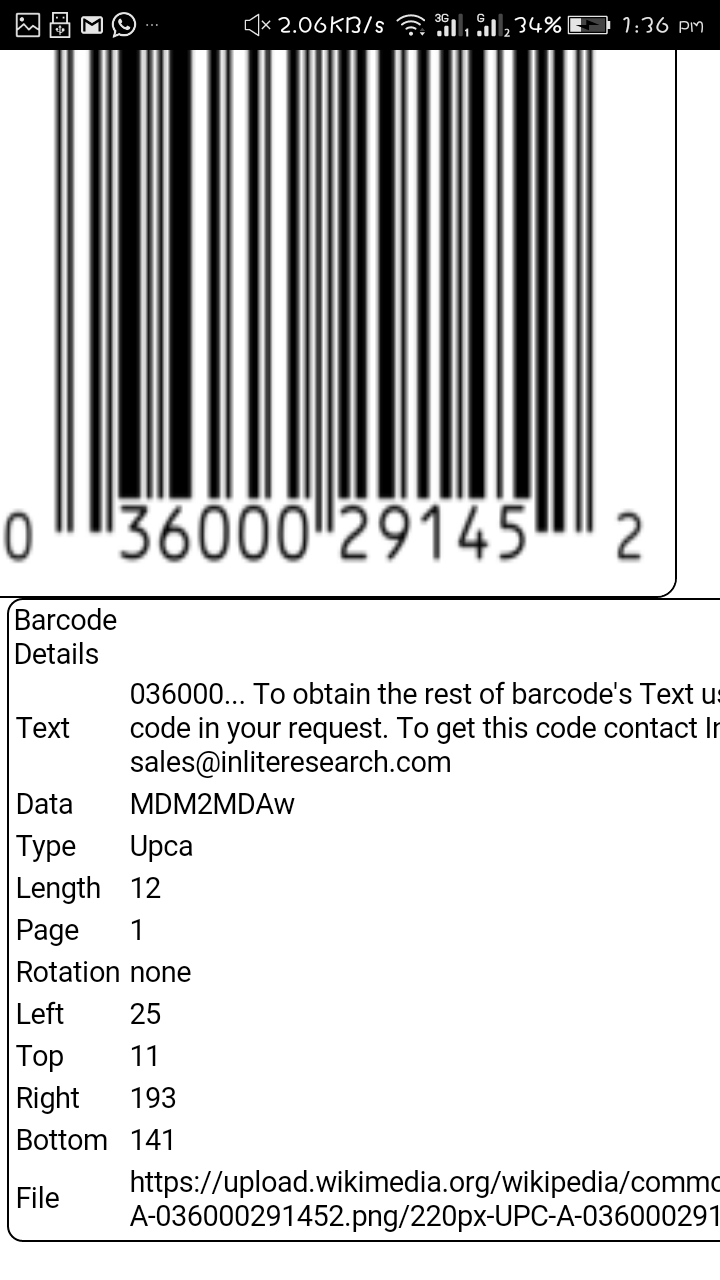 2.06KB/s 3G 1 G 2 34% 1:36 pm
0 36000 29145 2
Barcode
Details
Text 036000... To obtain the rest of barcode's Text
code in your request. To get this code contact
sales@inliteresearch.com
Data MDM2MDAw
Type Upca
Length 12
Page 1
Rotation none
Left 25
Top 11
Right 193
Bottom 141
File https://upload.wikimedia.org/wikipedia/commo
A-036000291452.png/220px-UPC-A-036000291